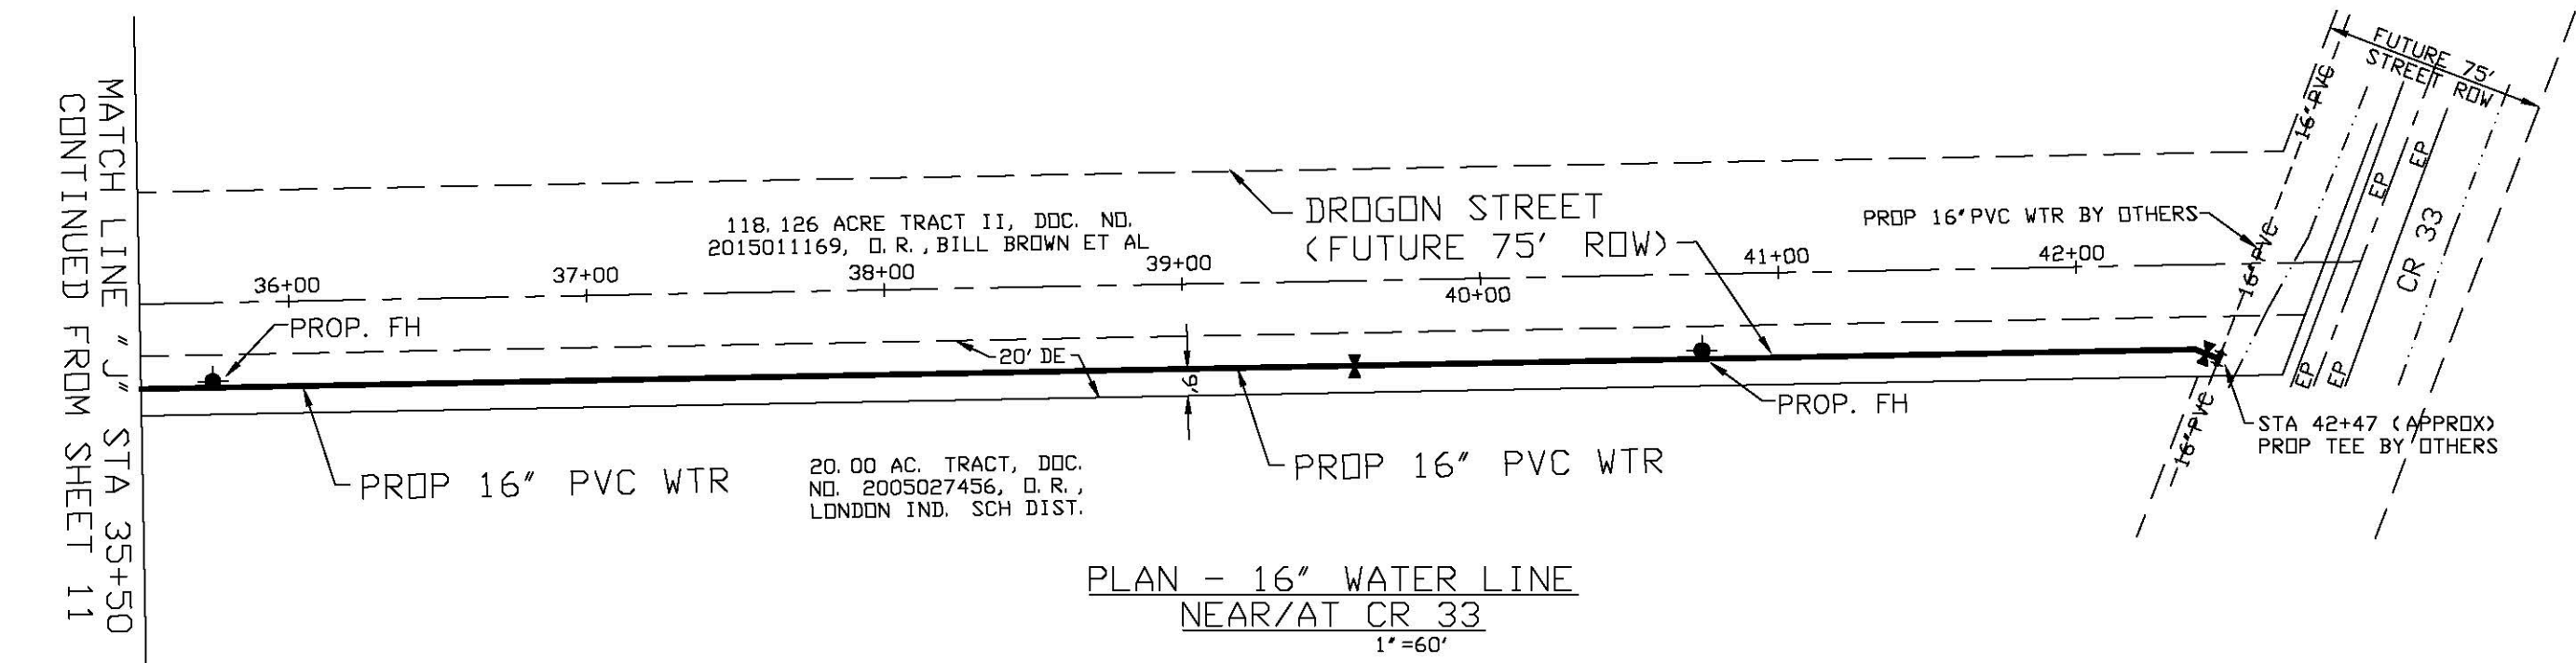 MATCH LINE "J" STA 35+50
CONTINUED FROM SHEET 11
FUTURE 75'
STREET ROW
16"PVC
118.126 ACRE TRACT II, DOC. NO.
2015011169, O.R., BILL BROWN ET AL
DROGON STREET
(FUTURE 75' ROW)
PROP 16"PVC WTR BY OTHERS
16"PVC
EP
EP
CR 33
36+00
37+00
38+00
39+00
40+00
41+00
42+00
PROP. FH
20' DE
9'
PROP. FH
EP
EP
16"PVC
STA 42+47 (APPROX)
PROP TEE BY OTHERS
PROP 16" PVC WTR
20.00 AC. TRACT, DOC.
NO. 2005027456, O.R.,
LONDON IND. SCH DIST.
PROP 16" PVC WTR
PLAN - 16" WATER LINE
NEAR/AT CR 33
1"=60'